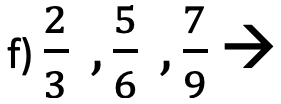 f) 2/3 , 5/6 , 7/9 →